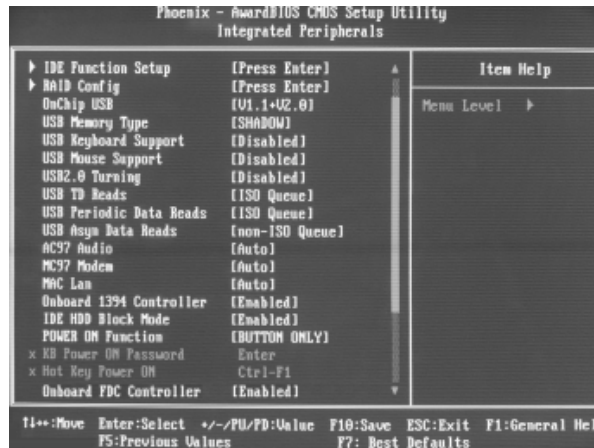 Phoenix - AwardBIOS CMOS Setup Utility
Integrated Peripherals
IDE Function Setup [Press Enter]
RAID Config [Press Enter]
OnChip USB [V1.1+V2.0]
USB Memory Type [SHADOW]
USB Keyboard Support [Disabled]
USB Mouse Support [Disabled]
USB2.0 Turning [Disabled]
USB TD Reads [ISO Queue]
USB Periodic Data Reads [ISO Queue]
USB Asyn Data Reads [non-ISO Queue]
AC97 Audio [Auto]
MC97 Modem [Auto]
MAC Lan [Auto]
Onboard 1394 Controller [Enabled]
IDE HDD Block Mode [Enabled]
POWER ON Function [BUTTON ONLY]
x KB Power ON Password Enter
x Hot Key Power ON Ctrl-F1
Onboard FDC Controller [Enabled]
Item Help
Menu Level
↑↓→←:Move Enter:Select +/-/PU/PD:Value F10:Save ESC:Exit F1:General Hel
F5:Previous Values F7: Best Defaults